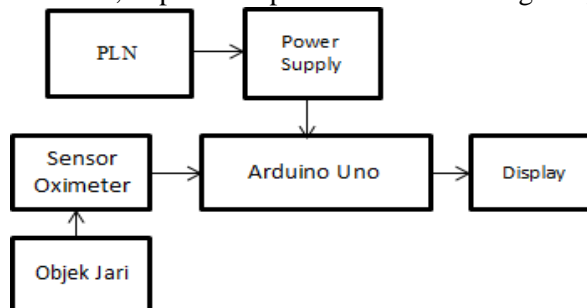 PLN
Power
Supply
Sensor
Oximeter
Arduino Uno
Display
Objek Jari